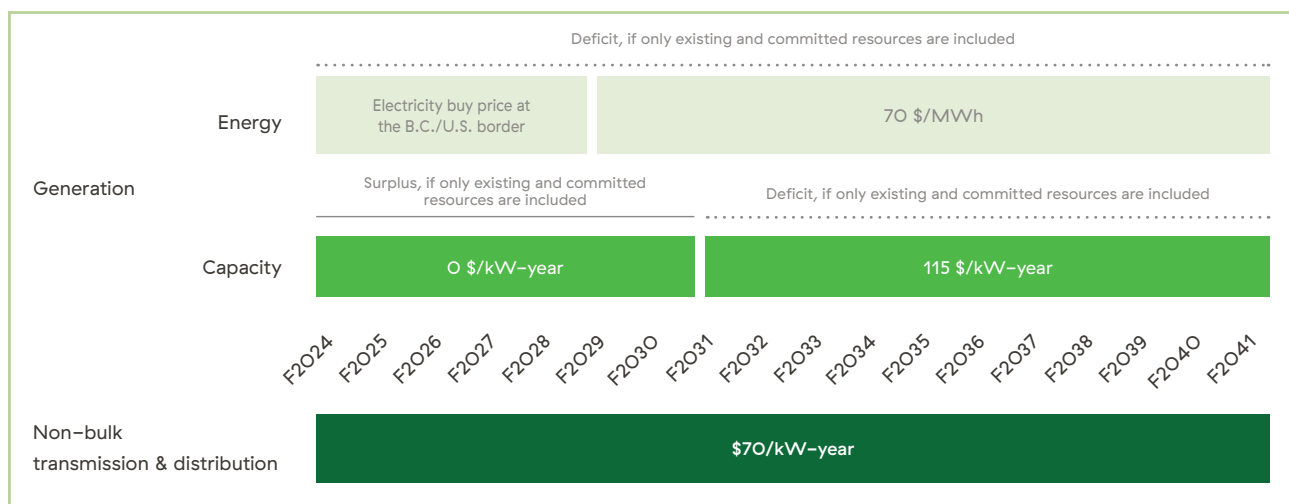 Deficit, if only existing and committed resources are included
Energy
Electricity buy price at
the B.C./U.S. border
70 $/MWh
Generation
Surplus, if only existing and committed
resources are included
Deficit, if only existing and committed resources are included
Capacity
0 $/kW–year
115 $/kW–year
F2024
F2025
F2026
F2027
F2028
F2029
F2030
F2031
F2032
F2033
F2034
F2035
F2036
F2037
F2038
F2039
F2040
F2041
Non–bulk
transmission & distribution
$70/kW–year